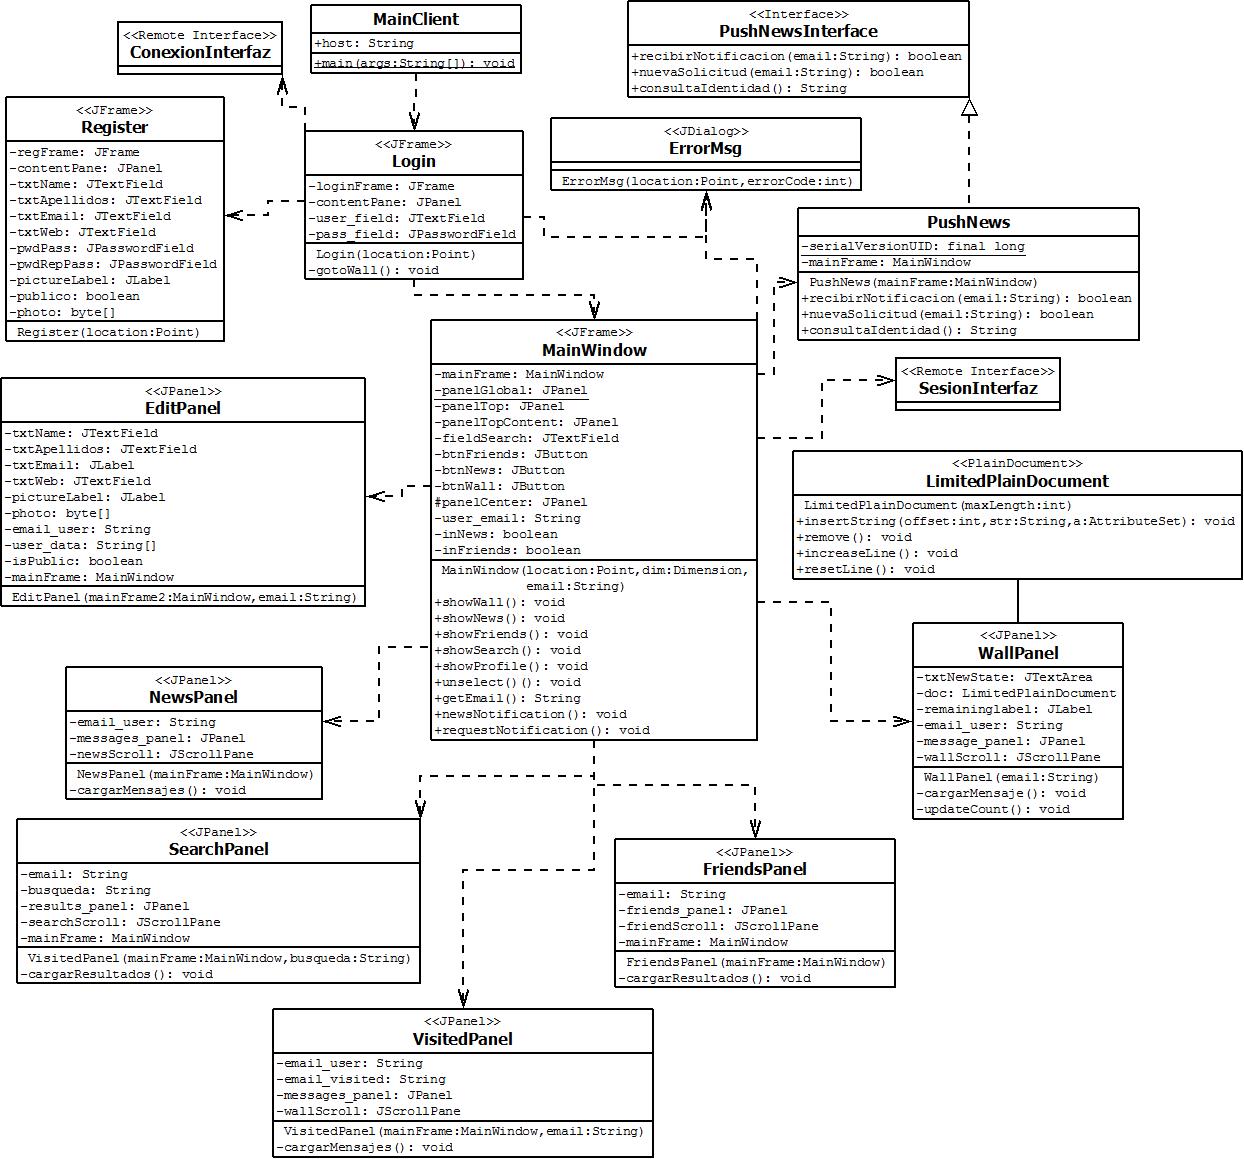 <<Remote Interface>>
ConexionInterfaz
MainClient
+host: String
+main(args:String[]): void
<<Interface>>
PushNewsInterface
+recibirNotificacion(email:String): boolean
+nuevaSolicitud(email:String): boolean
+consultaIdentidad(): String
<<JFrame>>
Register
-regFrame: JFrame
-contentPane: JPanel
-txtName: JTextField
-txtApellidos: JTextField
-txtEmail: JTextField
-txtWeb: JTextField
-pwdPass: JPasswordField
-pwdRepPass: JPasswordField
-pictureLabel: JLabel
-publico: boolean
-photo: byte[]
Register(location:Point)
<<JFrame>>
Login
-loginFrame: JFrame
-contentPane: JPanel
-user_field: JTextField
-pass_field: JPasswordField
Login(location:Point)
-gotoWall(): void
<<JDialog>>
ErrorMsg
ErrorMsg(location:Point,errorCode:int)
PushNews
-serialVersionUID: final long
-mainFrame: MainWindow
PushNews(mainFrame:MainWindow)
+recibirNotificacion(email:String): boolean
+nuevaSolicitud(email:String): boolean
+consultaIdentidad(): String
<<JFrame>>
MainWindow
-mainFrame: MainWindow
-panelGlobal: JPanel
-panelTop: JPanel
-panelTopContent: JPanel
-fieldSearch: JTextField
-btnFriends: JButton
-btnNews: JButton
-btnWall: JButton
#panelCenter: JPanel
-user_email: String
-inNews: boolean
-inFriends: boolean
MainWindow(location:Point,dim:Dimension,
email:String)
+showWall(): void
+showNews(): void
+showFriends(): void
+showSearch(): void
+showProfile(): void
+unselect()(): void
+getEmail(): String
+newsNotification(): void
+requestNotification(): void
<<Remote Interface>>
SesionInterfaz
<<JPanel>>
EditPanel
-txtName: JTextField
-txtApellidos: JTextField
-txtEmail: JLabel
-txtWeb: JTextField
-pictureLabel: JLabel
-photo: byte[]
-email_user: String
-user_data: String[]
-isPublic: boolean
-mainFrame: MainWindow
EditPanel(mainFrame2:MainWindow,email:String)
<<PlainDocument>>
LimitedPlainDocument
LimitedPlainDocument(maxLength:int)
+insertString(offset:int,str:String,a:AttributeSet): void
+remove(): void
+increaseLine(): void
+resetLine(): void
<<JPanel>>
WallPanel
-txtNewState: JTextArea
-doc: LimitedPlainDocument
-remaininglabel: JLabel
-email_user: String
-message_panel: JPanel
-wallScroll: JScrollPane
WallPanel(email:String)
-cargarMensaje(): void
-updateCount(): void
<<JPanel>>
NewsPanel
-email_user: String
-messages_panel: JPanel
-newsScroll: JScrollPane
NewsPanel(mainFrame:MainWindow)
-cargarMensajes(): void
<<JPanel>>
SearchPanel
-email: String
-busqueda: String
-results_panel: JPanel
-searchScroll: JScrollPane
-mainFrame: MainWindow
VisitedPanel(mainFrame:MainWindow,busqueda:String)
-cargarResultados(): void
<<JPanel>>
FriendsPanel
-email: String
-friends_panel: JPanel
-friendScroll: JScrollPane
-mainFrame: MainWindow
FriendsPanel(mainFrame:MainWindow)
-cargarResultados(): void
<<JPanel>>
VisitedPanel
-email_user: String
-email_visited: String
-messages_panel: JPanel
-wallScroll: JScrollPane
VisitedPanel(mainFrame:MainWindow,email:String)
-cargarMensajes(): void